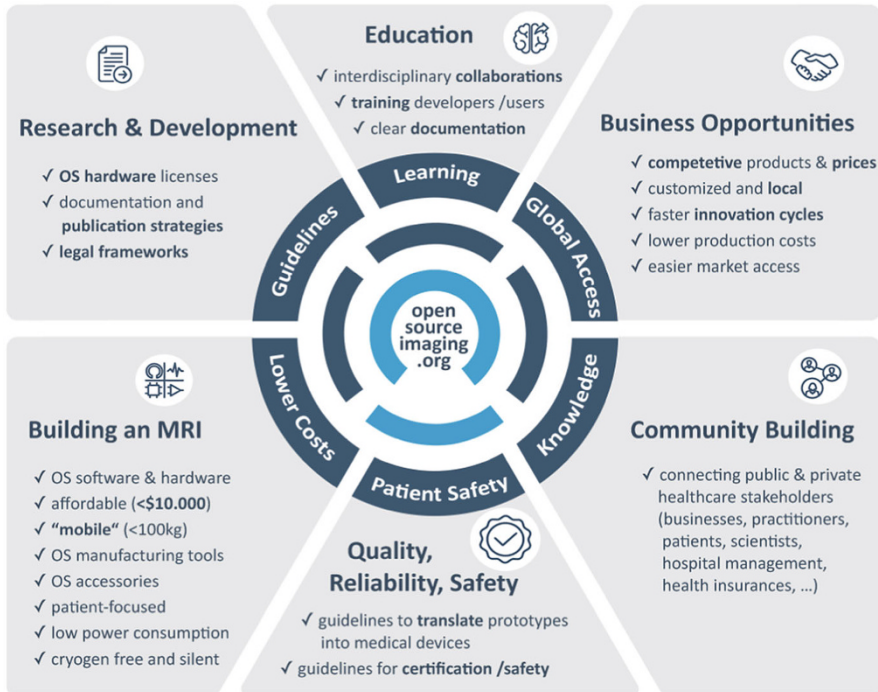 Education
✓ interdisciplinary collaborations
✓ training developers /users
✓ clear documentation
Research & Development
✓ OS hardware licenses
✓ documentation and
publication strategies
✓ legal frameworks
Business Opportunities
✓ competetive products & prices
✓ customized and local
✓ faster innovation cycles
✓ lower production costs
✓ easier market access
Learning
Guidelines
Global Access
open
source
imaging
.org
Lower Costs
Knowledge
Patient Safety
Building an MRI
✓ OS software & hardware
✓ affordable (<$10.000)
✓ “mobile“ (<100kg)
✓ OS manufacturing tools
✓ OS accessories
✓ patient-focused
✓ low power consumption
✓ cryogen free and silent
Quality,
Reliability, Safety
✓ guidelines to translate prototypes
into medical devices
✓ guidelines for certification /safety
Community Building
✓ connecting public & private
healthcare stakeholders
(businesses, practitioners,
patients, scientists,
hospital management,
health insurances, ...)